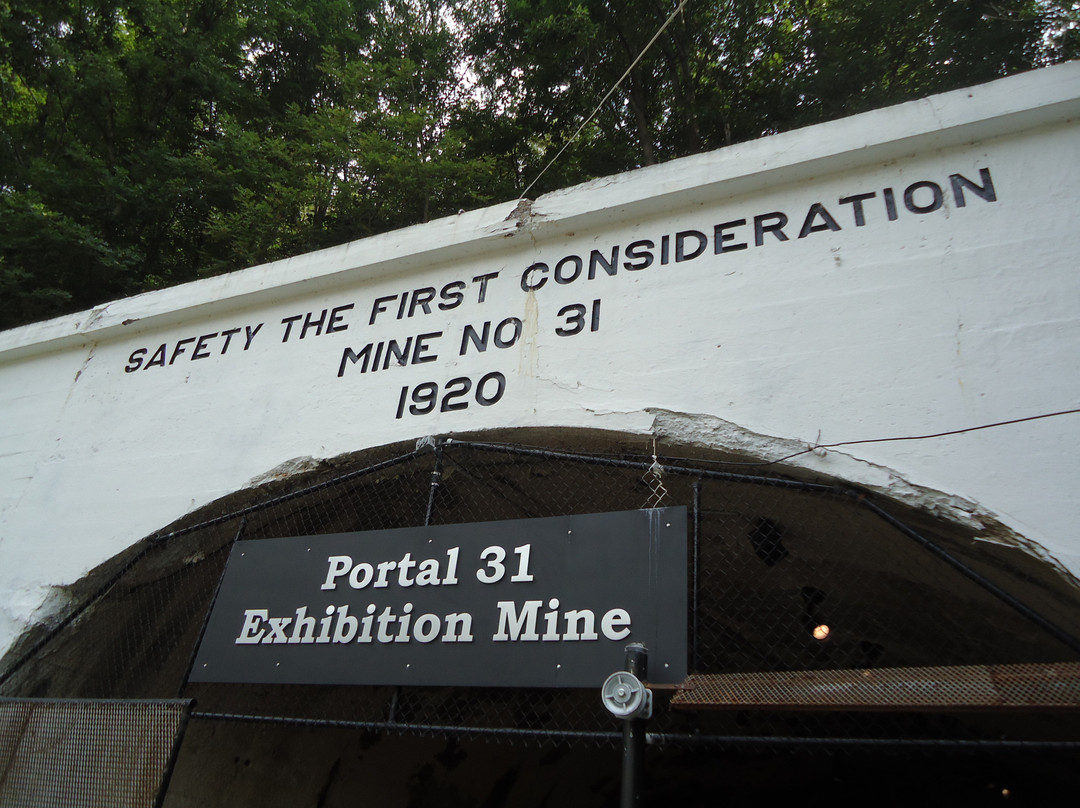 SAFETY THE FIRST CONSIDERATION
MINE NO 31
1920
Portal 31
Exhibition Mine